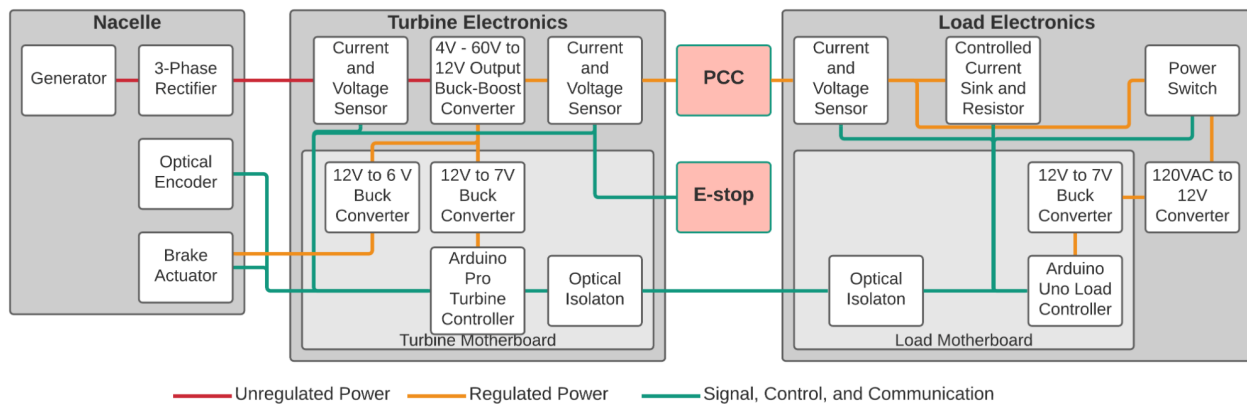 Nacelle
Generator
3-Phase
Rectifier
Optical
Encoder
Brake
Actuator
Turbine Electronics
Current
and
Voltage
Sensor
4V - 60V to
12V Output
Buck-Boost
Converter
Current
and
Voltage
Sensor
12V to 6 V
Buck
Converter
12V to 7V
Buck
Converter
Arduino
Pro
Turbine
Controller
Optical
Isolaton
Turbine Motherboard
PCC
E-stop
Load Electronics
Current
and
Voltage
Sensor
Controlled
Current
Sink and
Resistor
Power
Switch
12V to 7V
Buck
Converter
120VAC to
12V
Converter
Optical
Isolaton
Arduino
Uno Load
Controller
Load Motherboard
Unregulated Power
Regulated Power
Signal, Control, and Communication